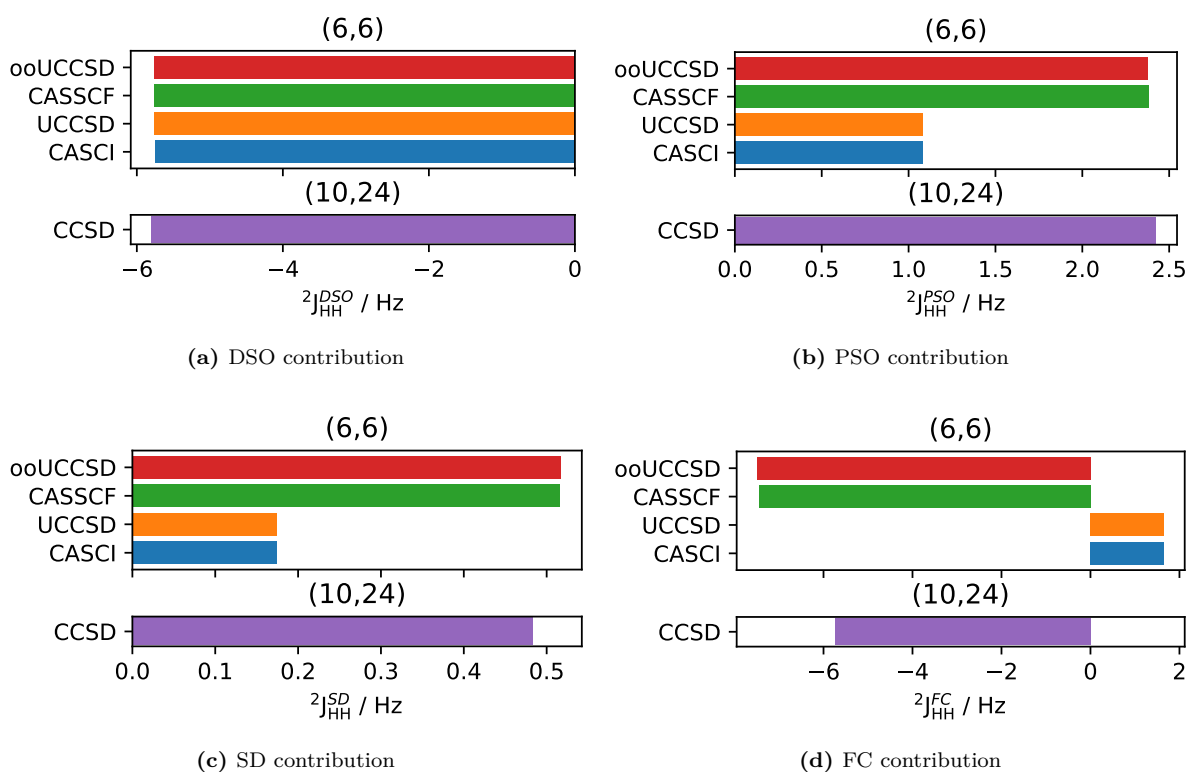 (6,6)
ooUCCSD
CASSCF
UCCSD
CASCI
(10,24)
CCSD
−6 −4 −2 0
²J_HH^DSO / Hz
(a) DSO contribution
(6,6)
ooUCCSD
CASSCF
UCCSD
CASCI
(10,24)
CCSD
0.0 0.5 1.0 1.5 2.0 2.5
²J_HH^PSO / Hz
(b) PSO contribution
(6,6)
ooUCCSD
CASSCF
UCCSD
CASCI
(10,24)
CCSD
0.0 0.1 0.2 0.3 0.4 0.5
²J_HH^SD / Hz
(c) SD contribution
(6,6)
ooUCCSD
CASSCF
UCCSD
CASCI
(10,24)
CCSD
−6 −4 −2 0 2
²J_HH^FC / Hz
(d) FC contribution